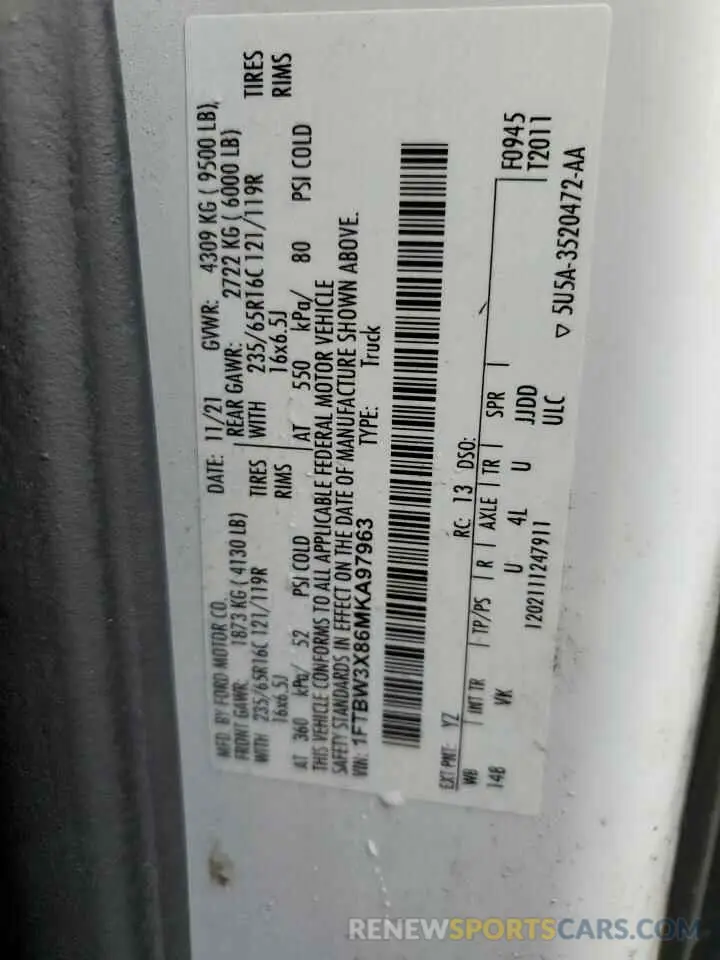 MFD. BY FORD MOTOR CO. DATE: 11/21 GVWR: 4309 KG ( 9500 LB),
FRONT GAWR: 1873 KG ( 4130 LB) REAR GAWR: 2722 KG ( 6000 LB)
WITH 235/65R16C 121/119R TIRES WITH 235/65R16C 121/119R TIRES
16x6.5J RIMS 16x6.5J RIMS
AT 360 kPa/ 52 PSI COLD AT 550 kPa/ 80 PSI COLD
THIS VEHICLE CONFORMS TO ALL APPLICABLE FEDERAL MOTOR VEHICLE
SAFETY STANDARDS IN EFFECT ON THE DATE OF MANUFACTURE SHOWN ABOVE.
VIN: 1FTBW3X86MKA97963 TYPE: Truck
EXT PNT: YZ RC: 13 DSO: F0945
WB INT TR TP/PS R AXLE TR SPR T2011
148 VK U 4L U JJDD
1202111247911 ULC ▽ 5U5A-3520472-AA
RENEWSPORTSCARS.COM